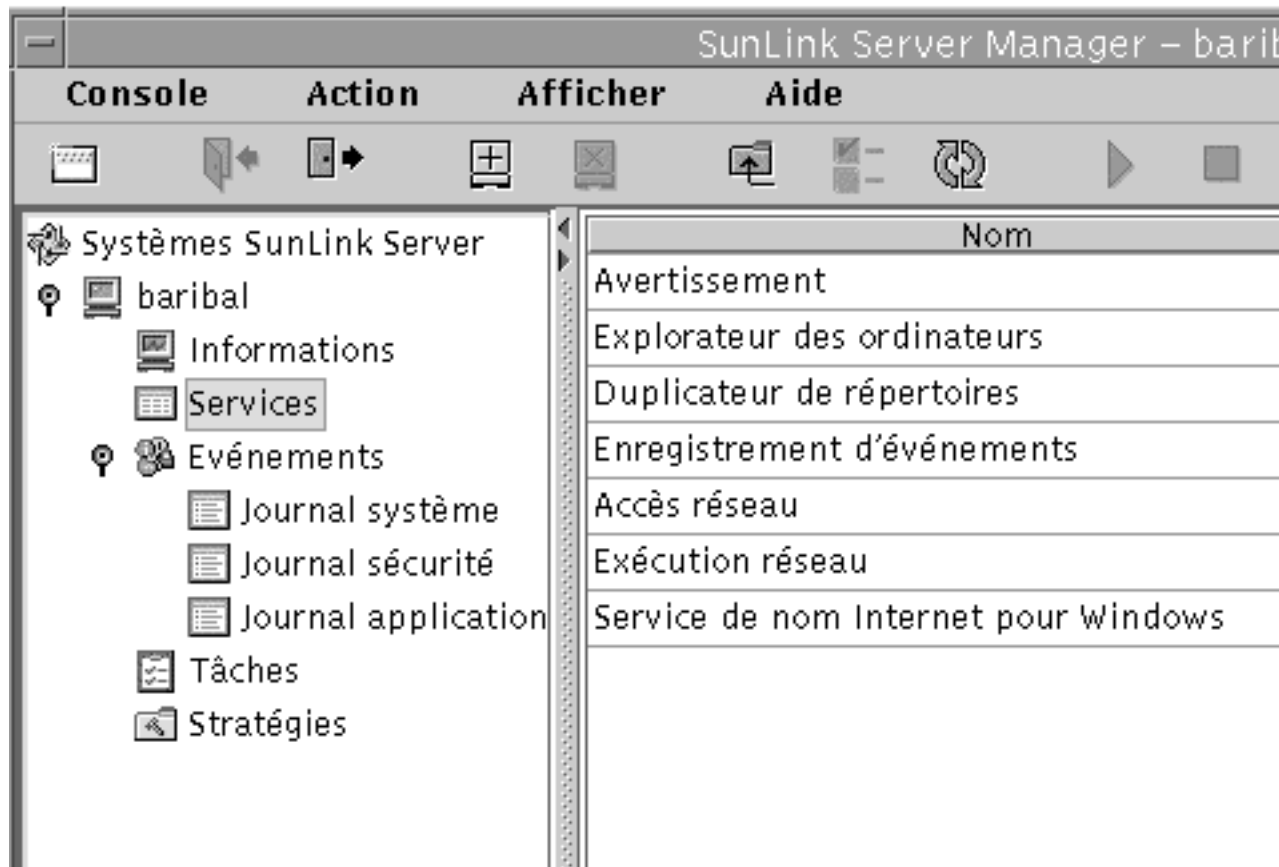 SunLink Server Manager – barib
Console Action Afficher Aide
Systèmes SunLink Server
baribal
Informations
Services
Evénements
Journal système
Journal sécurité
Journal application
Tâches
Stratégies
Nom
Avertissement
Explorateur des ordinateurs
Duplicateur de répertoires
Enregistrement d'événements
Accès réseau
Exécution réseau
Service de nom Internet pour Windows